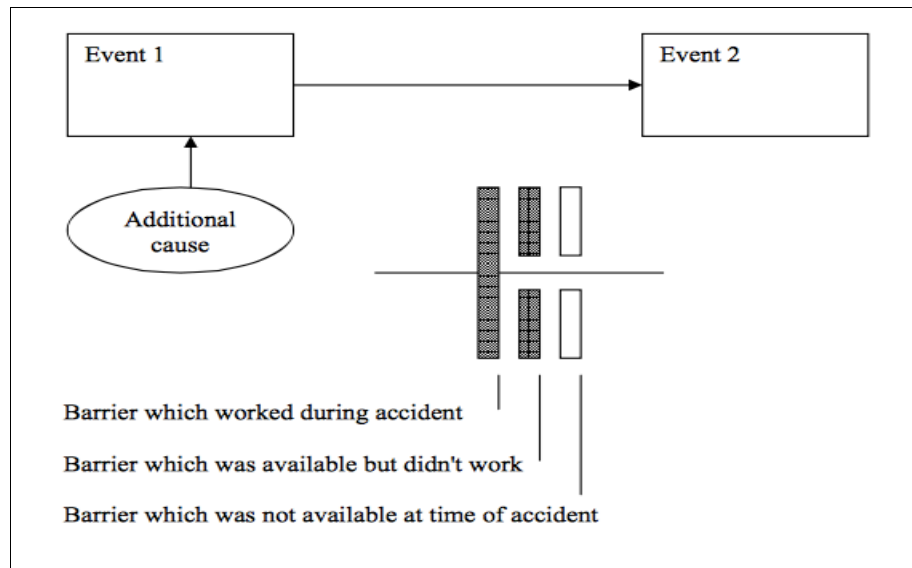 Event 1
Event 2
Additional
cause
Barrier which worked during accident
Barrier which was available but didn't work
Barrier which was not available at time of accident